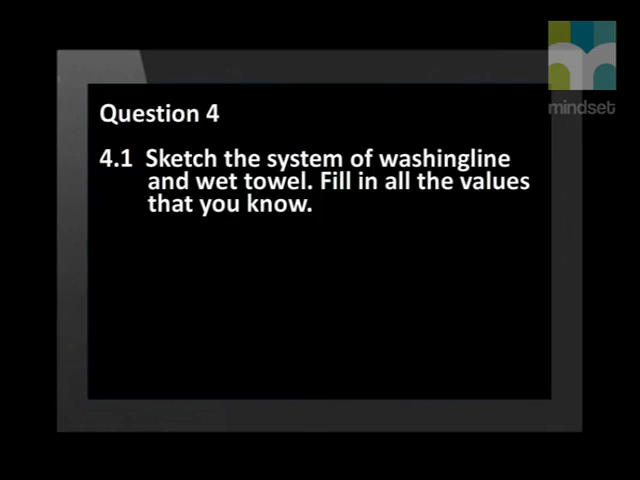 mindset
Question 4
4.1 Sketch the system of washingline
and wet towel. Fill in all the values
that you know.